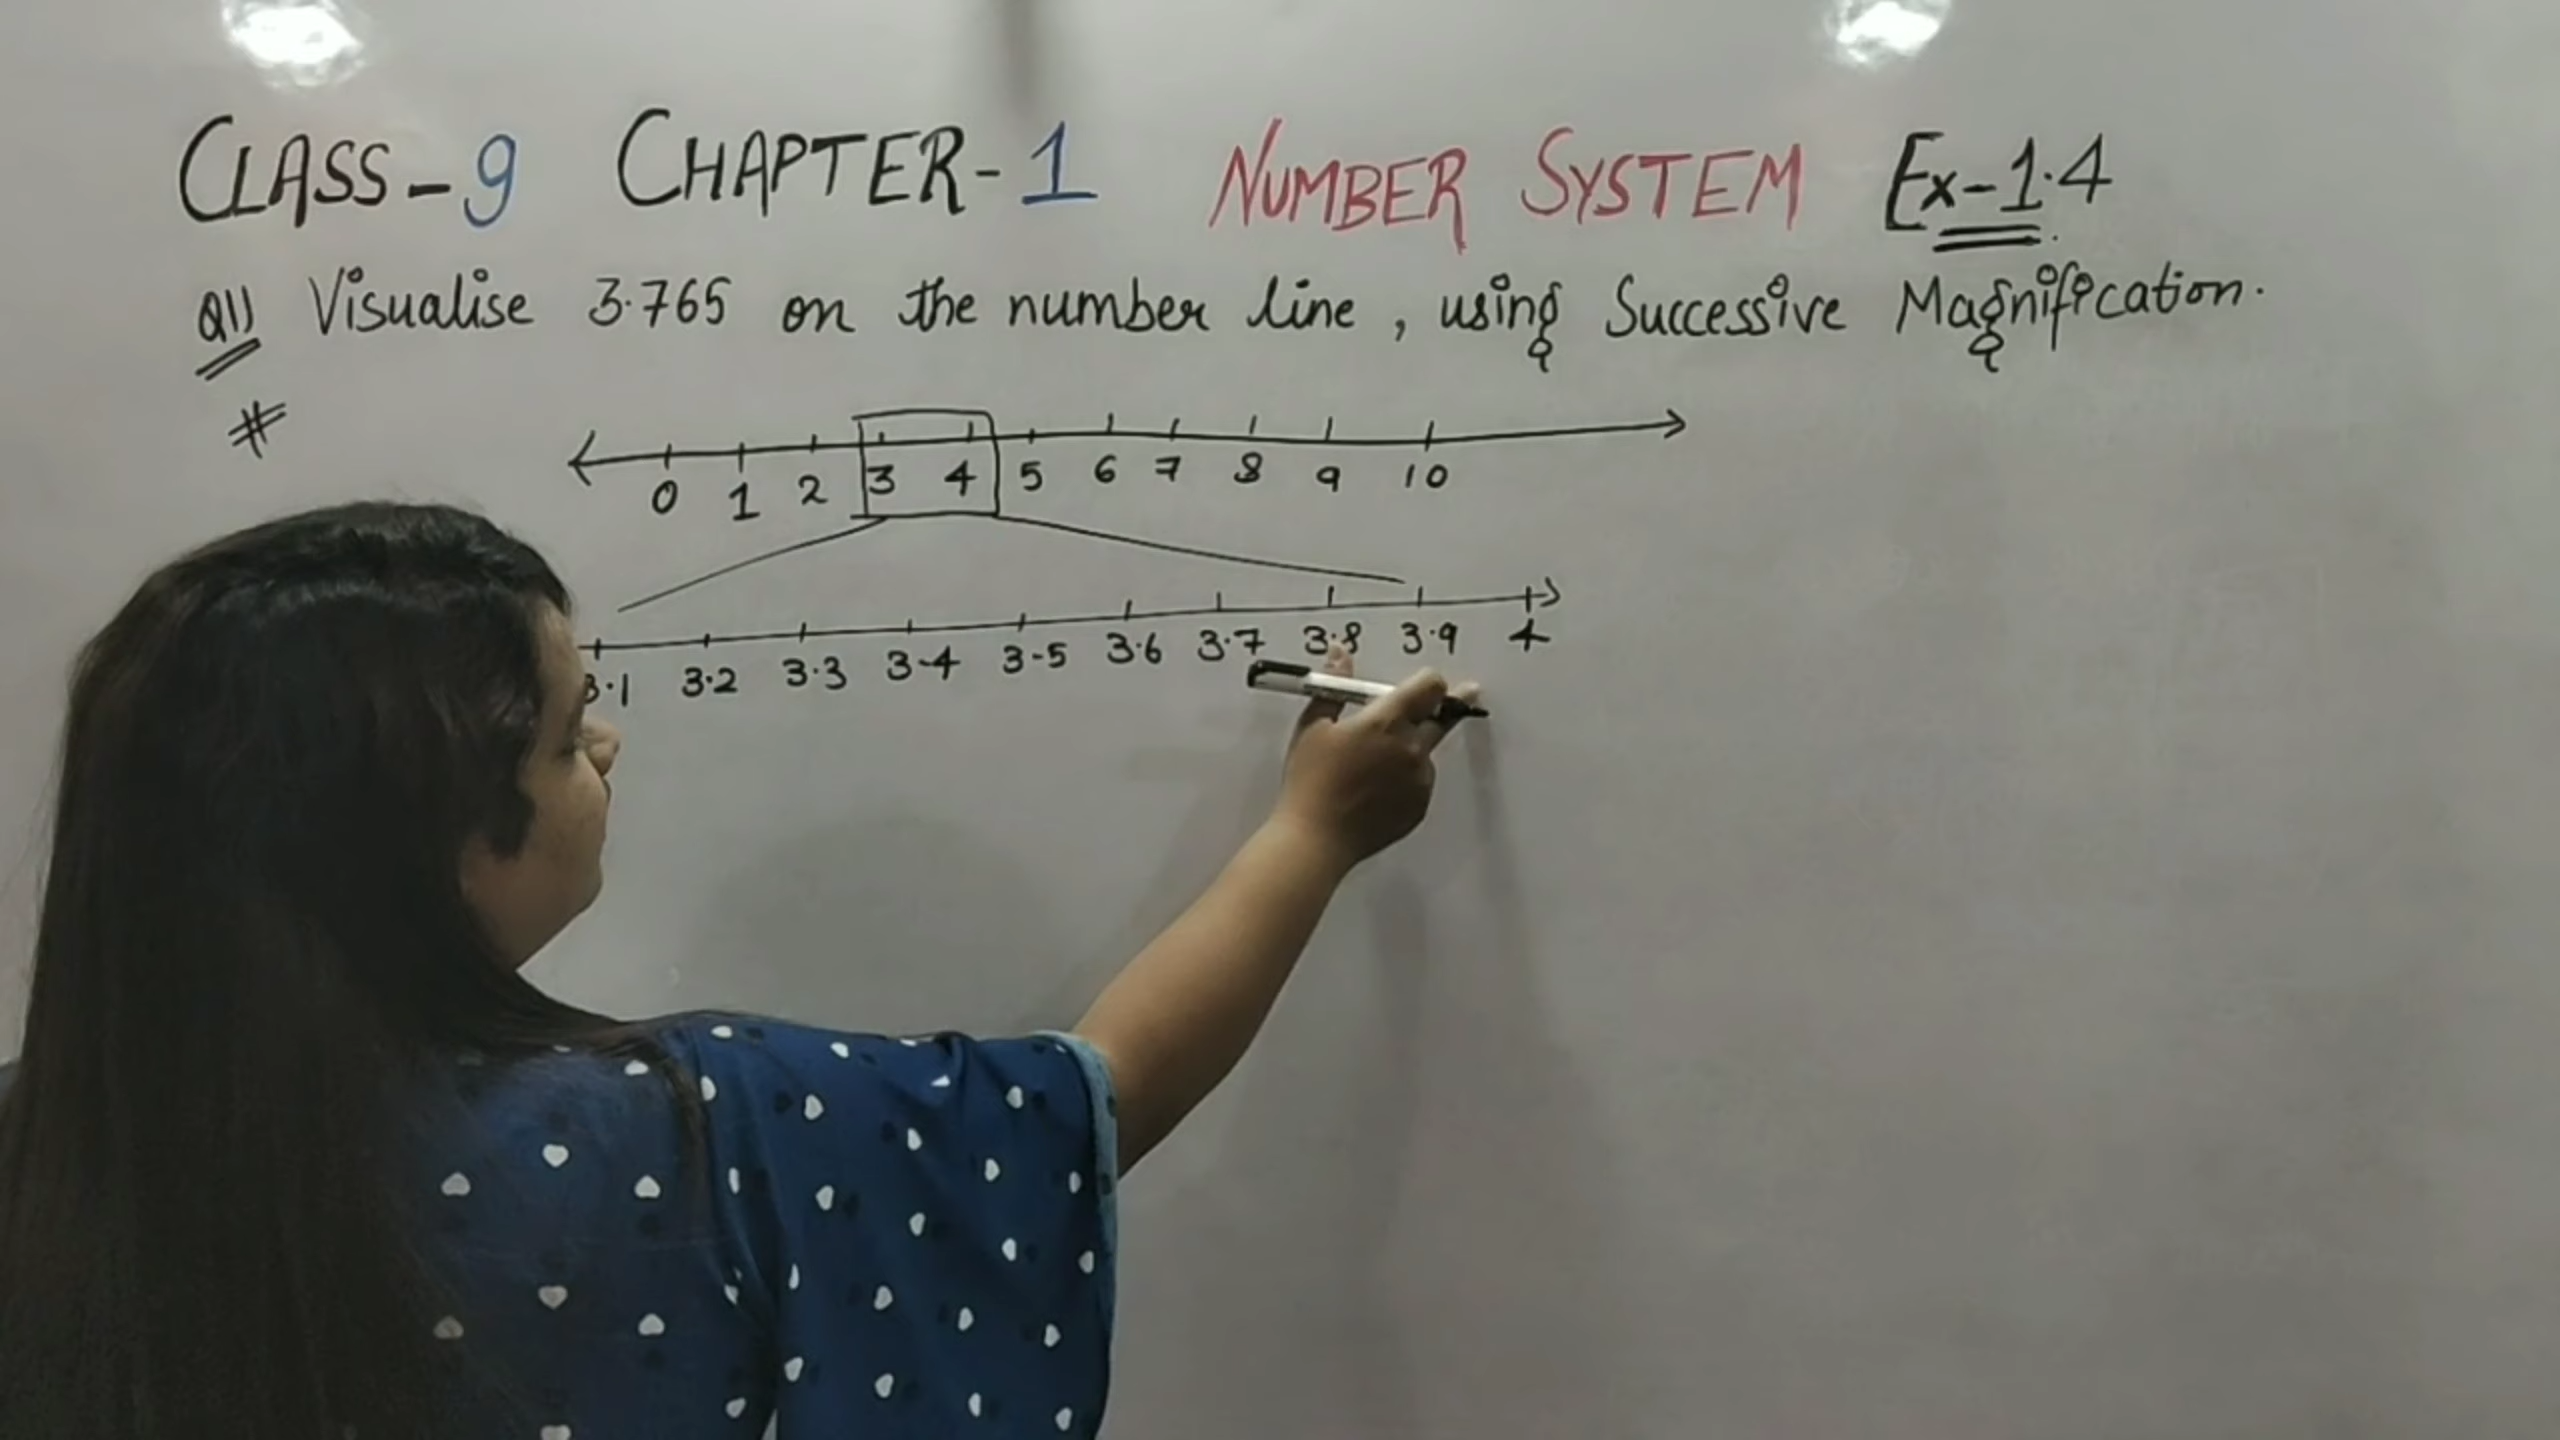 CLASS-9 CHAPTER-1 NUMBER SYSTEM Ex-1.4
Q1) Visualise 3.765 on the number line, using Successive Magnification.
#
0 1 2 3 4 5 6 7 8 9 10
3.1 3.2 3.3 3.4 3.5 3.6 3.7 3.8 3.9 4